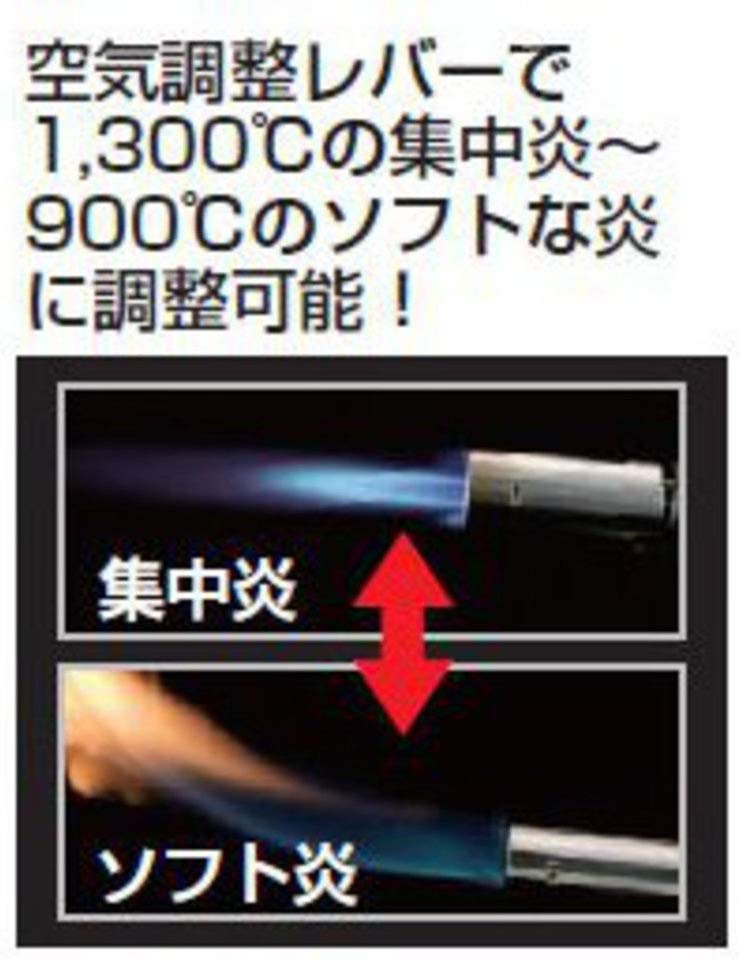 空気調整レバーで
1,300℃の集中炎〜
900℃のソフトな炎
に調整可能！
集中炎
ソフト炎